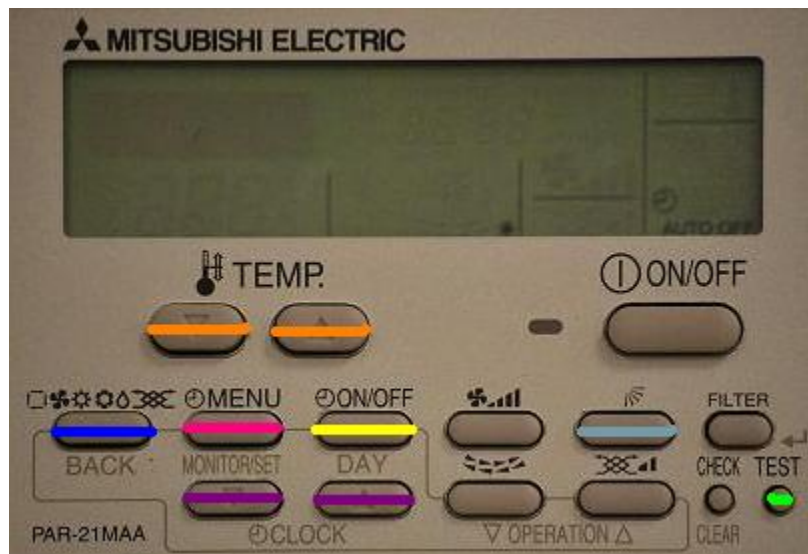 MITSUBISHI ELECTRIC
AUTO OFF
TEMP.
ON/OFF
MENU
ON/OFF
FILTER
BACK
MONITOR/SET
DAY
CHECK
TEST
PAR-21MAA
CLOCK
OPERATION
CLEAR